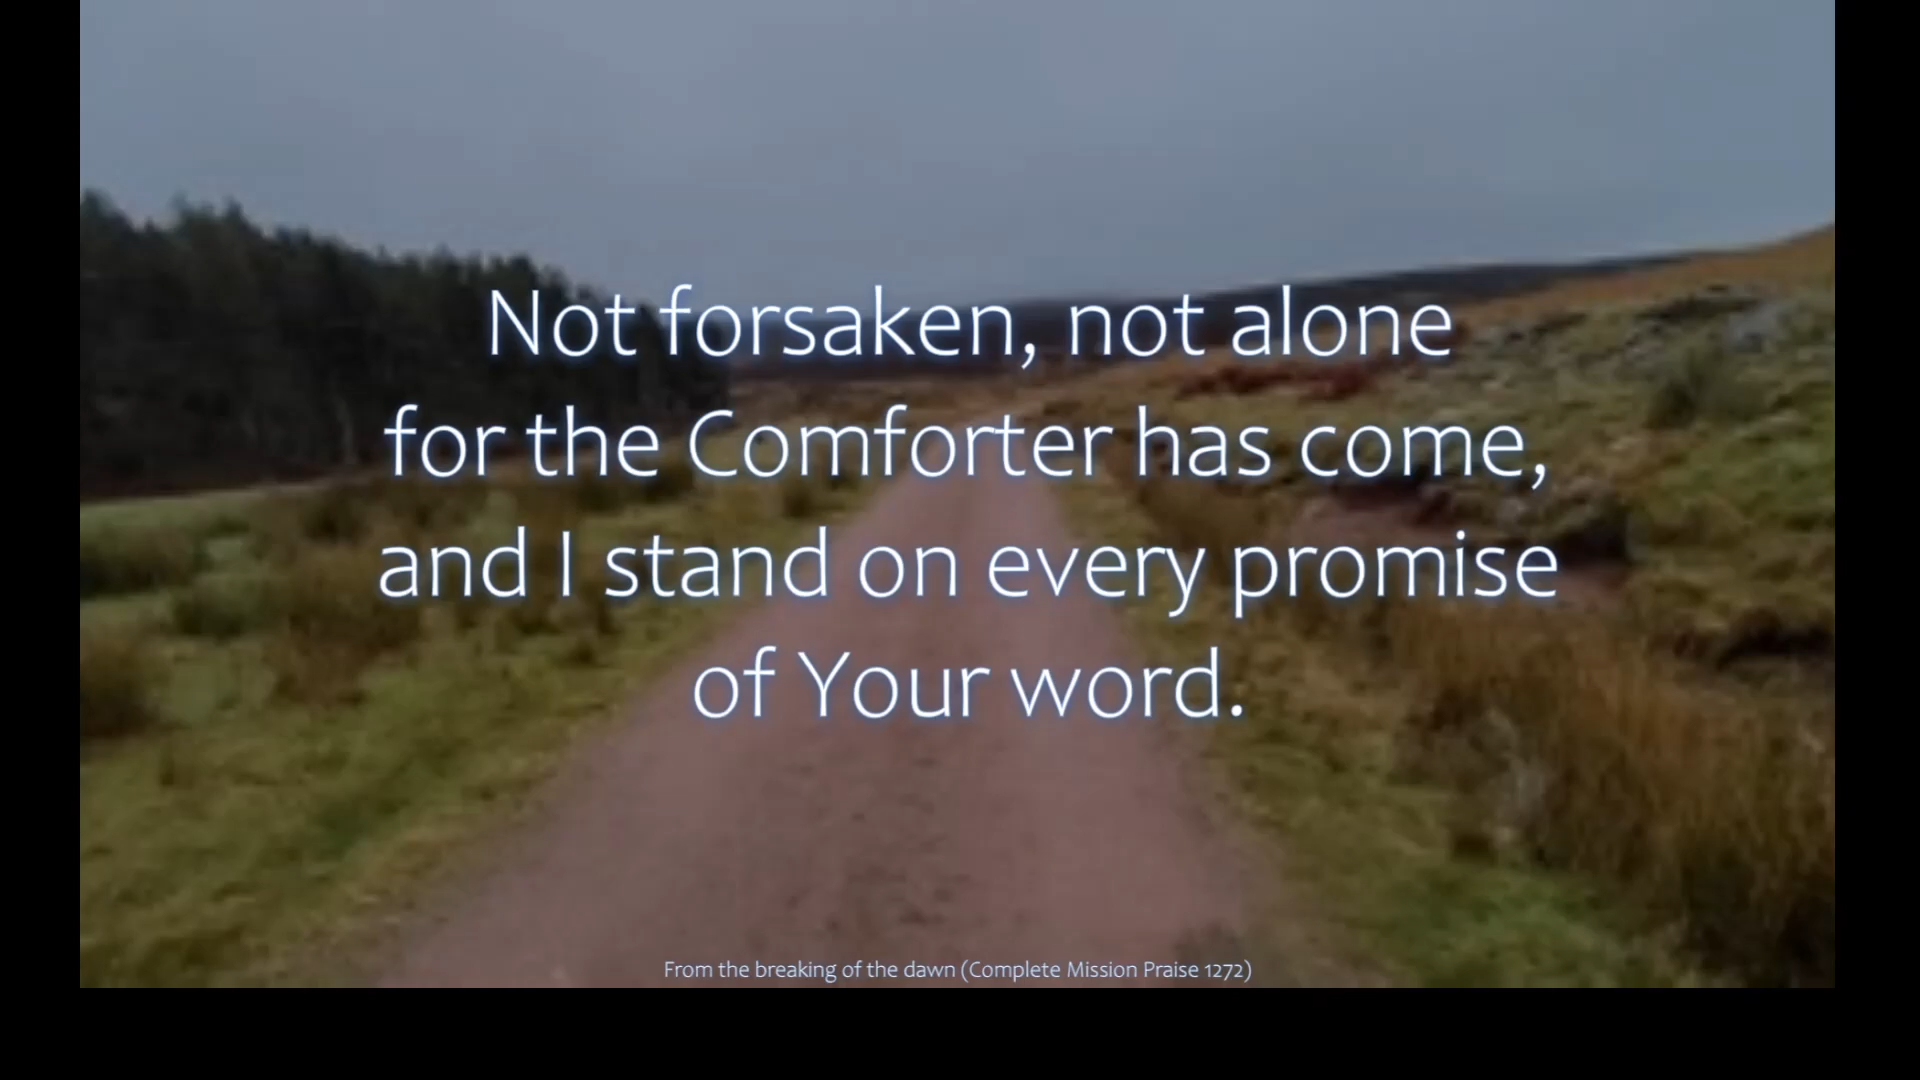 Not forsaken, not alone
for the Comforter has come,
and I stand on every promise
of Your word.
From the breaking of the dawn (Complete Mission Praise 1272)